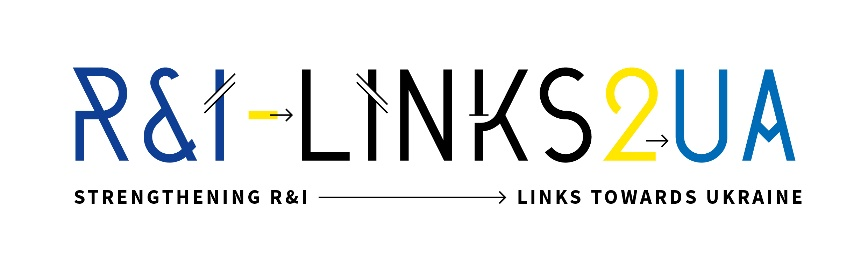 R&I-LINKS2UA
STRENGTHENING R&I → LINKS TOWARDS UKRAINE